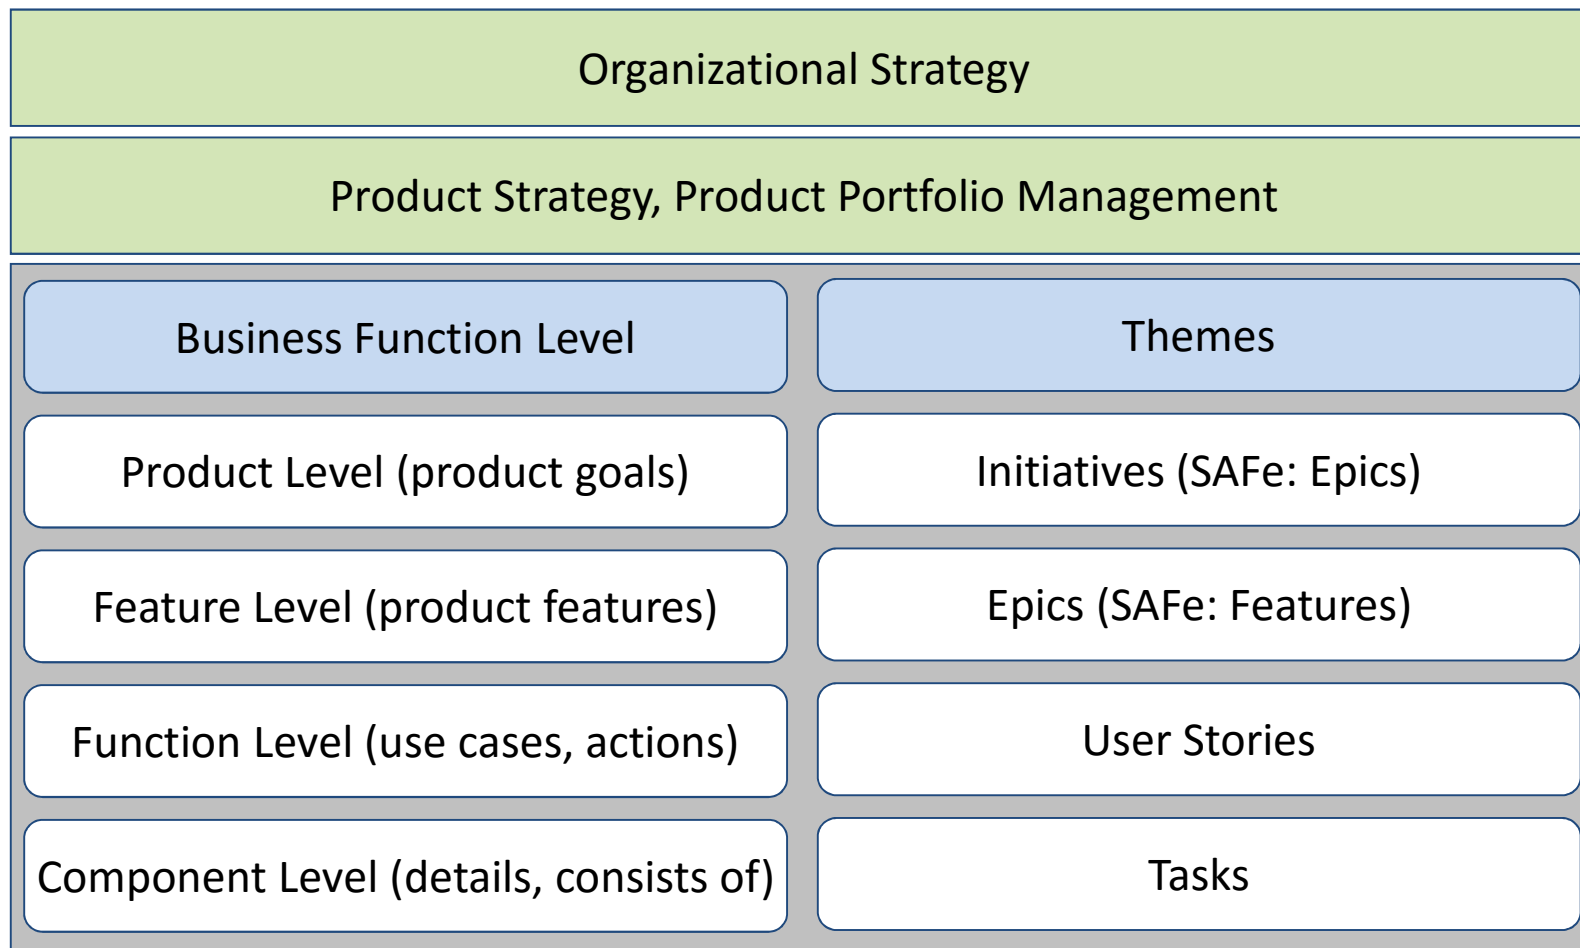 Organizational Strategy
Product Strategy, Product Portfolio Management
Business Function Level
Themes
Product Level (product goals)
Initiatives (SAFe: Epics)
Feature Level (product features)
Epics (SAFe: Features)
Function Level (use cases, actions)
User Stories
Component Level (details, consists of)
Tasks